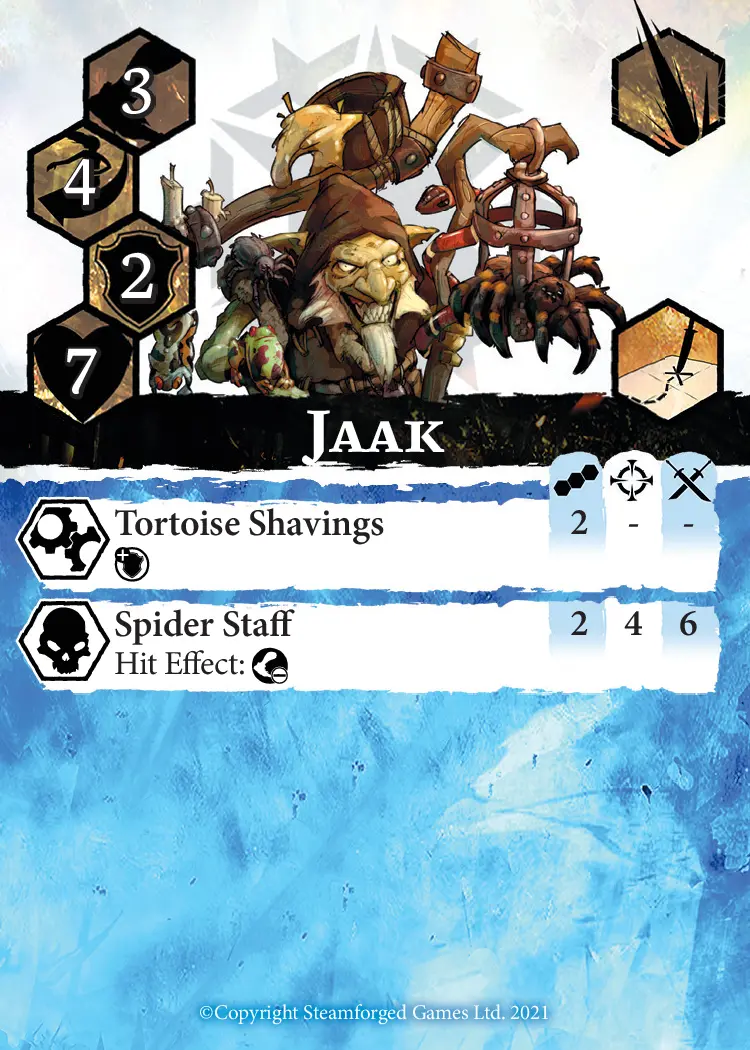 3
4
2
7
JAAK
Tortoise Shavings 2 - -
Spider Staff 2 4 6
Hit Effect:
©Copyright Steamforged Games Ltd. 2021